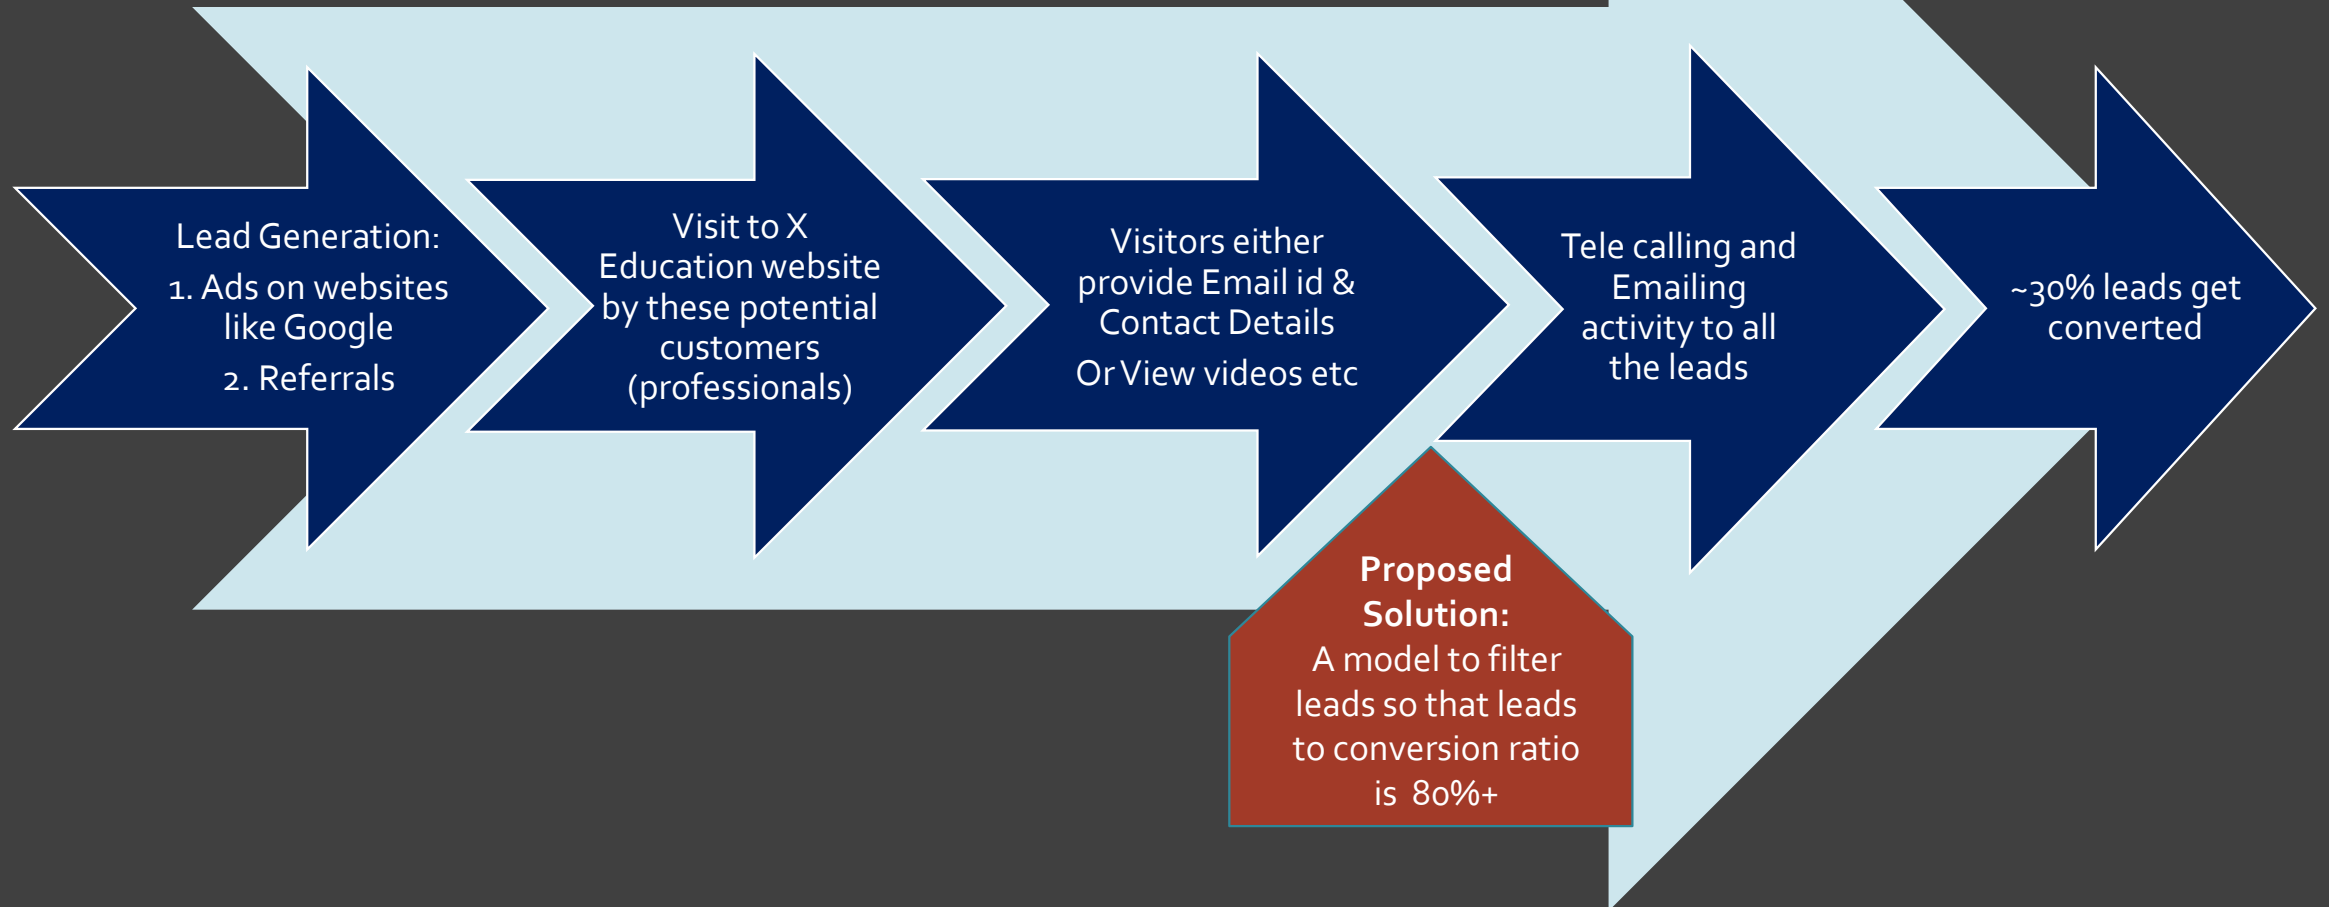 Lead Generation:
1. Ads on websites
like Google
2. Referrals
Visit to X
Education website
by these potential
customers
(professionals)
Visitors either
provide Email id &
Contact Details
Or View videos etc
Tele calling and
Emailing
activity to all
the leads
~30% leads get
converted
Proposed
Solution:
A model to filter
leads so that leads
to conversion ratio
is 80%+